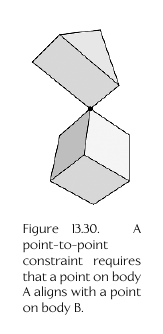 Figure 13.30. A
point-to-point
constraint requires
that a point on body
A aligns with a point
on body B.